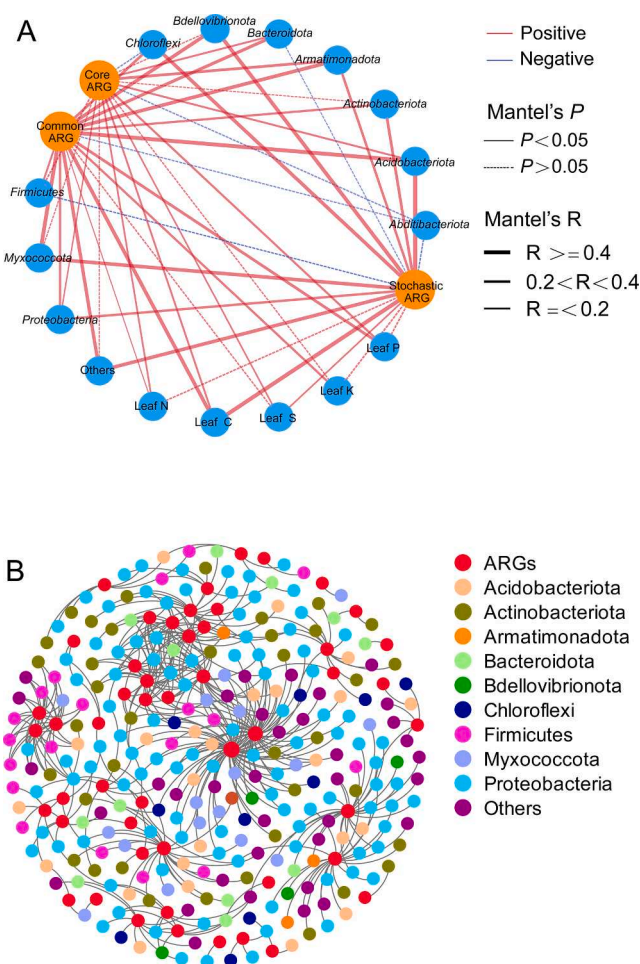 A
Bdellovibrionota
Chloroflexi
Bacteroidota
Armatimonadota
Core
ARG
Actinobacteriota
Common
ARG
Acidobacteriota
Firmicutes
Abditibacteriota
Myxococcota
Stochastic
ARG
Proteobacteria
Leaf P
Others
Leaf K
Leaf N
Leaf C
Leaf S
Positive
Negative
Mantel's P
P<0.05
P>0.05
Mantel's R
R >=0.4
0.2<R<0.4
R =<0.2
B
ARGs
Acidobacteriota
Actinobacteriota
Armatimonadota
Bacteroidota
Bdellovibrionota
Chloroflexi
Firmicutes
Myxococcota
Proteobacteria
Others